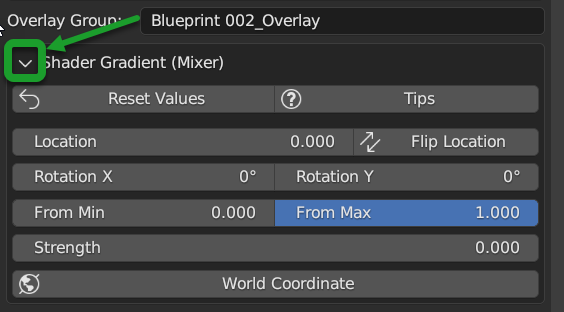 Overlay Group: Blueprint 002_Overlay
Shader Gradient (Mixer)
Reset Values Tips
Location 0.000 Flip Location
Rotation X 0° Rotation Y 0°
From Min 0.000 From Max 1.000
Strength 0.000
World Coordinate